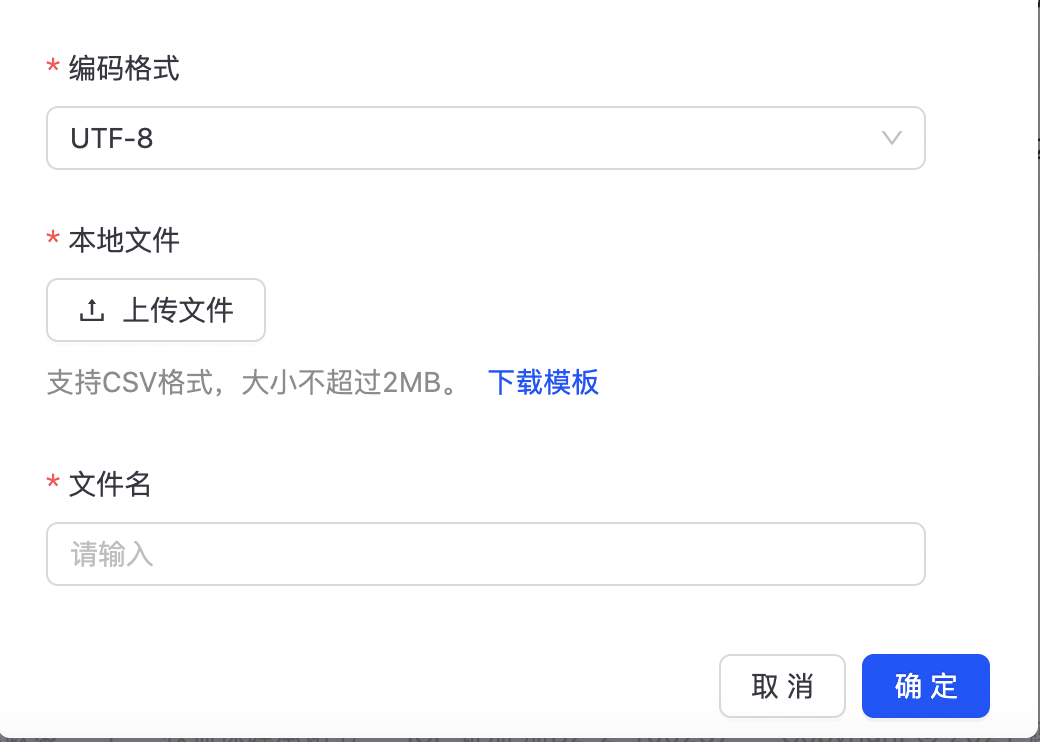 * 编码格式
UTF-8
* 本地文件
上传文件
支持CSV格式，大小不超过2MB。 下载模板
* 文件名
请输入
取 消 确 定